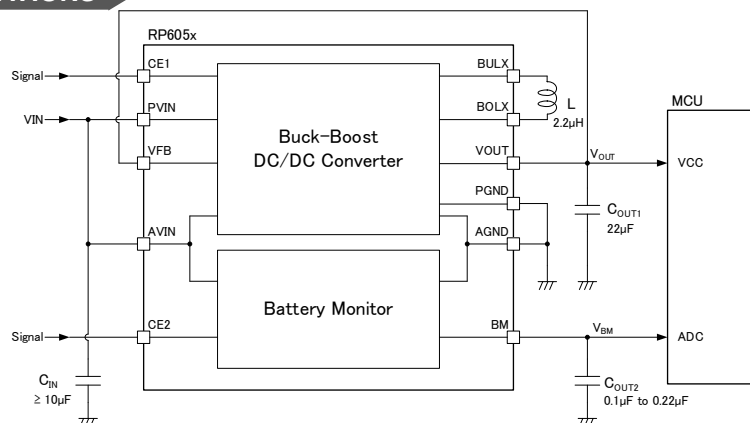 RP605x
Signal
CE1
BULX
VIN
PVIN
BOLX
L
2.2µH
MCU
Buck-Boost
DC/DC Converter
VFB
VOUT
VOUT
VCC
PGND
COUT1
22µF
AVIN
AGND
Battery Monitor
Signal
CE2
BM
VBM
ADC
CIN
≥ 10µF
COUT2
0.1µF to 0.22µF